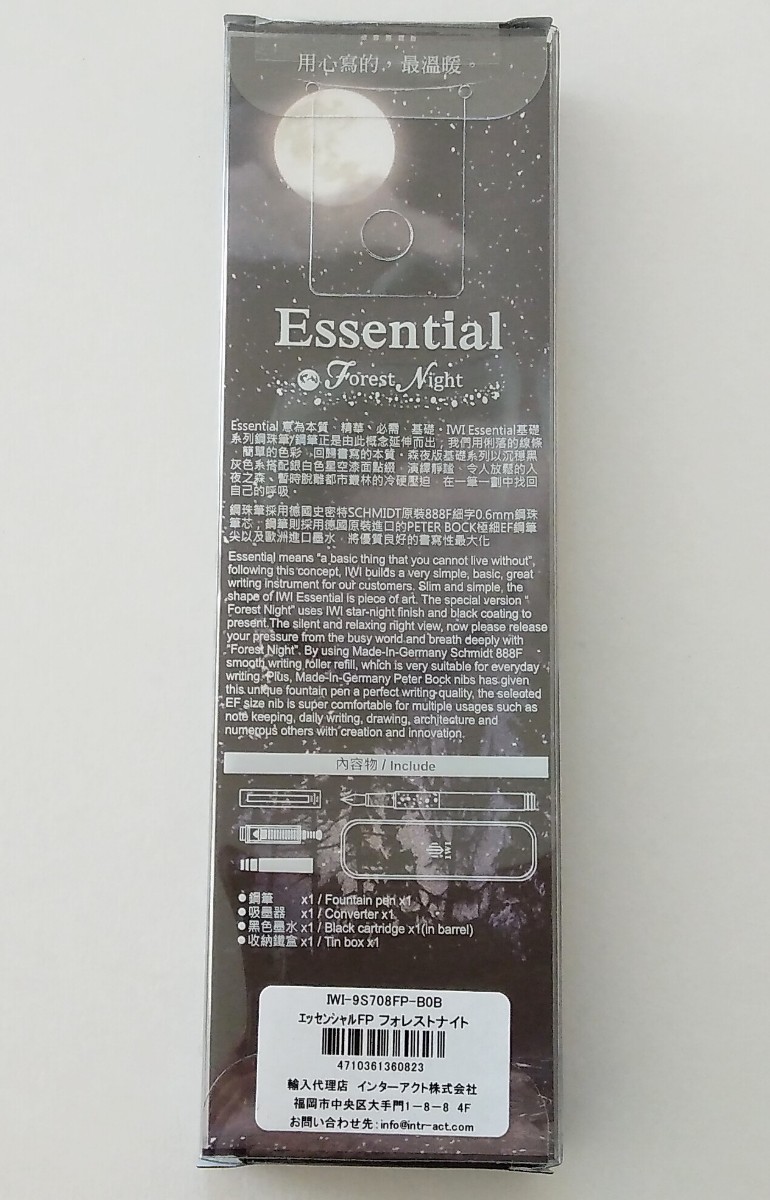 用心寫的,最溫暖。
Essential
Forest Night
Essential 意為本質、精華、必需、基礎。IWI Essential基礎
系列鋼珠筆/鋼筆正是由此概念延伸而出,我們用俐落的線條
、簡單的色彩,回歸書寫的本質。森夜版基礎系列以沉穩黑
灰色系搭配銀白色星空漆面點綴,演繹靜謐、令人放鬆的入
夜之森、暫時脫離都市叢林的冷硬壓迫,在一筆一劃中找回
自己的呼吸。
鋼珠筆採用德國史密特SCHMIDT原裝888F細字0.6mm鋼珠
筆芯,鋼筆則採用德國原裝進口的PETER BOCK極細EF鋼筆
尖以及歐洲進口墨水,將優質良好的書寫性最大化
Essential means "a basic thing that you cannot live without",
following this concept, IWI builds a very simple, basic, great
writing instrument for our customers. Slim and simple, the
shape of IWI Essential is piece of art. The special version "
Forest Night" uses IWI star-night finish and black coating to
present.The silent and relaxing night view, now please release
your pressure from the busy world and breath deeply with
"Forest Night". By using Made-In-Germany Schmidt 888F
smooth writing roller refill, which is very suitable for everyday
writing. Plus, Made-In-Germany Peter Bock nibs has given
this unique fountain pen a perfect writing quality, the selected
EF size nib is super comfortable for multiple usages such as
note keeping, daily writing, drawing, architecture and
numerous others with creation and innovation.
內容物 / Include
IWI
●鋼筆 x1 / Fountain pen x1
●吸墨器 x1 / Converter x1
●黑色墨水 x1 / Black cartridge x1(in barrel)
●收納鐵盒 x1 / Tin box x1
IWI-9S708FP-B0B
エッセンシャルFP フォレストナイト
4710361360823
輸入代理店 インターアクト株式会社
福岡市中央区大手門1-8-8 4F
お問い合わせ先:info@intr-act.com